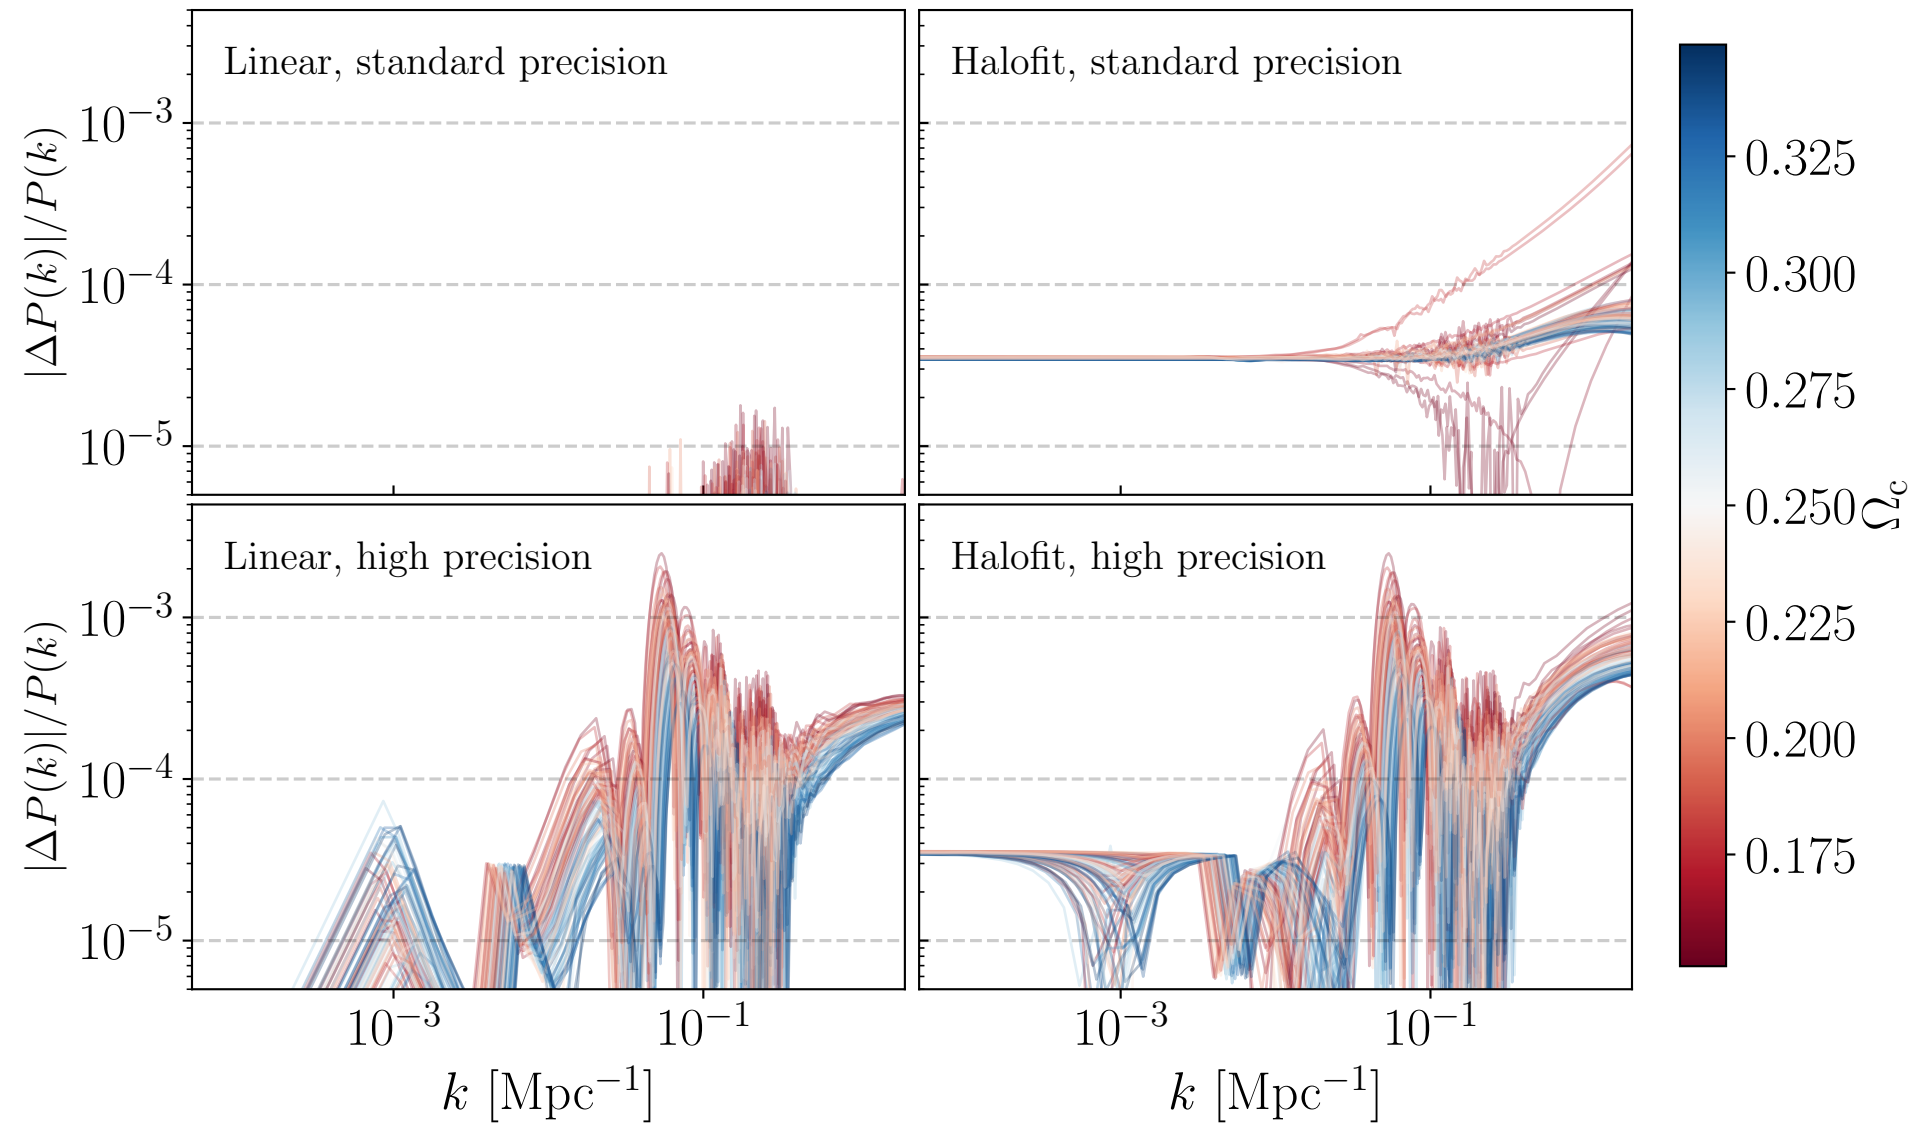 Linear, standard precision
Halofit, standard precision
|ΔP(k)|/P(k)
10⁻³
10⁻⁴
10⁻⁵
Linear, high precision
Halofit, high precision
|ΔP(k)|/P(k)
10⁻³
10⁻⁴
10⁻⁵
10⁻³
10⁻¹
10⁻³
10⁻¹
k [Mpc⁻¹]
k [Mpc⁻¹]
0.325
0.300
0.275
0.250
0.225
0.200
0.175
Ωc